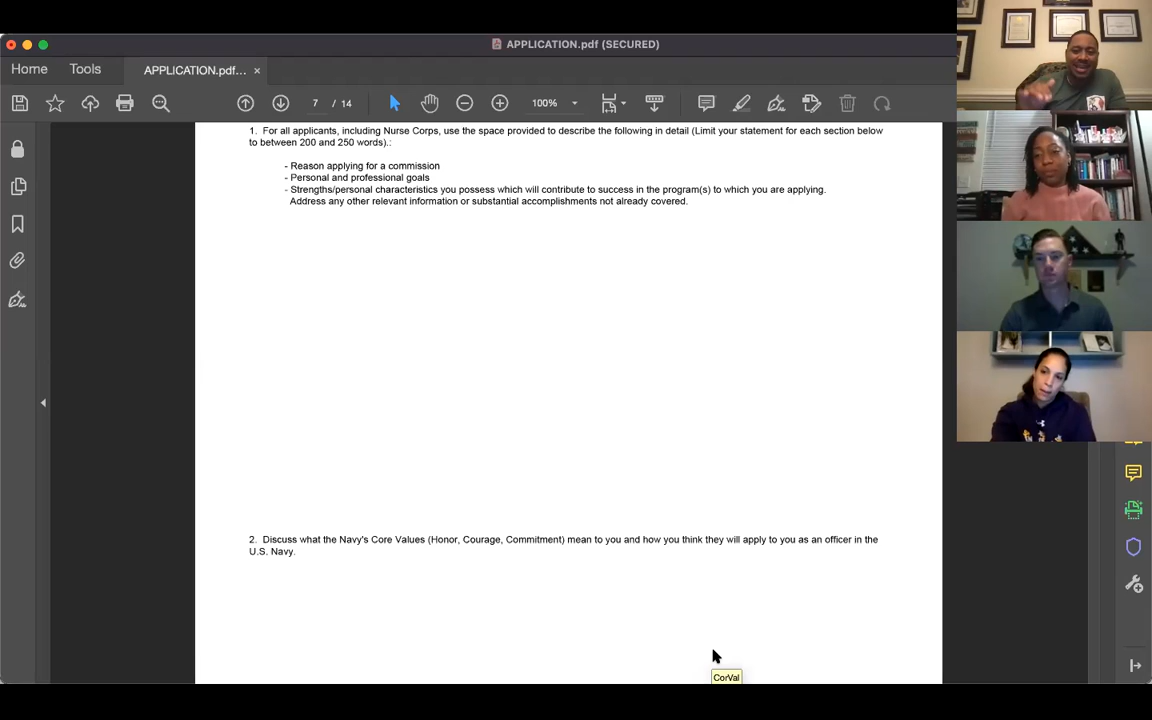 APPLICATION.pdf (SECURED)
Home
Tools
APPLICATION.pdf...
7 / 14
100%
1. For all applicants, including Nurse Corps, use the space provided to describe the following in detail (Limit your statement for each section below
to between 200 and 250 words).:
- Reason applying for a commission
- Personal and professional goals
- Strengths/personal characteristics you possess which will contribute to success in the program(s) to which you are applying.
Address any other relevant information or substantial accomplishments not already covered.
2. Discuss what the Navy's Core Values (Honor, Courage, Commitment) mean to you and how you think they will apply to you as an officer in the
U.S. Navy.
CorVal